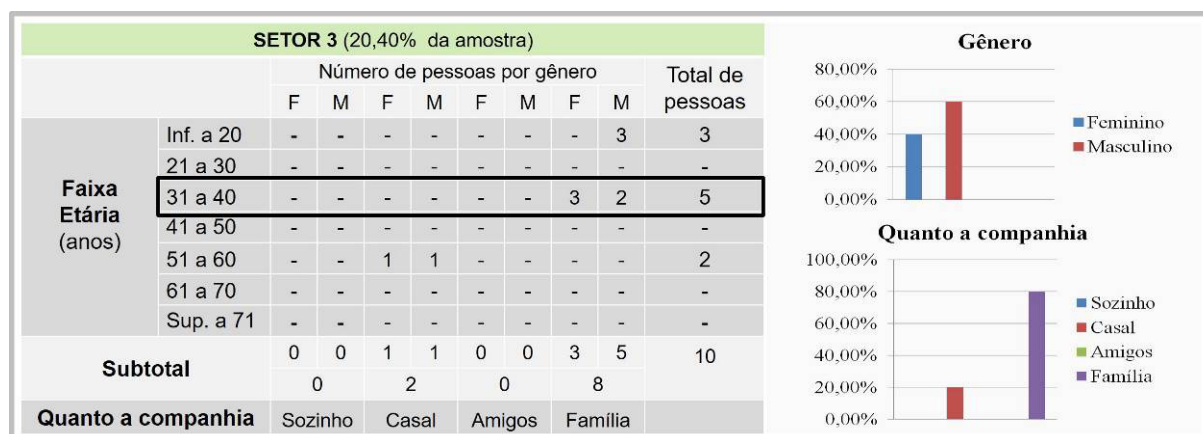 SETOR 3 (20,40% da amostra)
Número de pessoas por gênero Total de pessoas
F M F M F M F M
Faixa Etária (anos)
Inf. a 20 - - - - - - - 3 3
21 a 30 - - - - - - - - -
31 a 40 - - - - - - 3 2 5
41 a 50 - - - - - - - - -
51 a 60 - - 1 1 - - - - 2
61 a 70 - - - - - - - - -
Sup. a 71 - - - - - - - - -
Subtotal 0 0 1 1 0 0 3 5 10
0 2 0 8
Quanto a companhia Sozinho Casal Amigos Família
Gênero
80,00%
60,00%
40,00%
20,00%
0,00%
Feminino
Masculino
Quanto a companhia
100,00%
80,00%
60,00%
40,00%
20,00%
0,00%
Sozinho
Casal
Amigos
Família